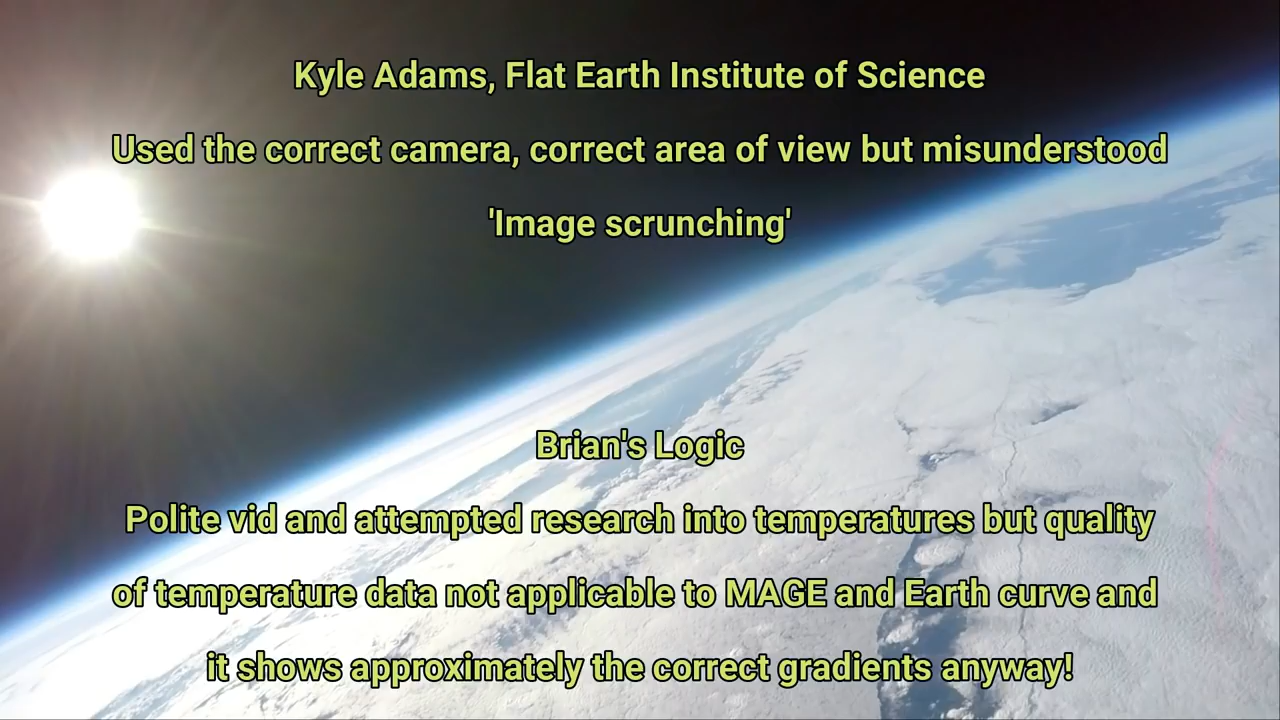 Kyle Adams, Flat Earth Institute of Science
Used the correct camera, correct area of view but misunderstood
'Image scrunching'
Brian's Logic
Polite vid and attempted research into temperatures but quality
of temperature data not applicable to MAGE and Earth curve and
it shows approximately the correct gradients anyway!